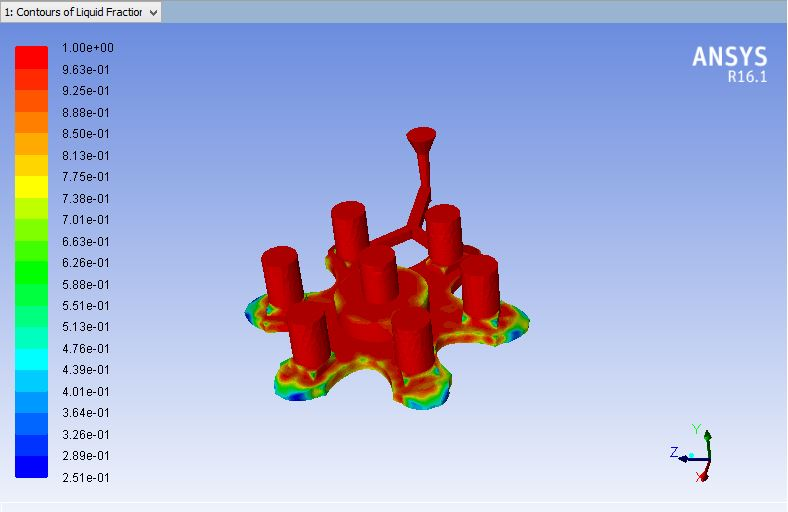 1: Contours of Liquid Fraction
ANSYS
R16.1
1.00e+00
9.63e-01
9.25e-01
8.88e-01
8.50e-01
8.13e-01
7.75e-01
7.38e-01
7.01e-01
6.63e-01
6.26e-01
5.88e-01
5.51e-01
5.13e-01
4.76e-01
4.39e-01
4.01e-01
3.64e-01
3.26e-01
2.89e-01
2.51e-01
Y
Z
X